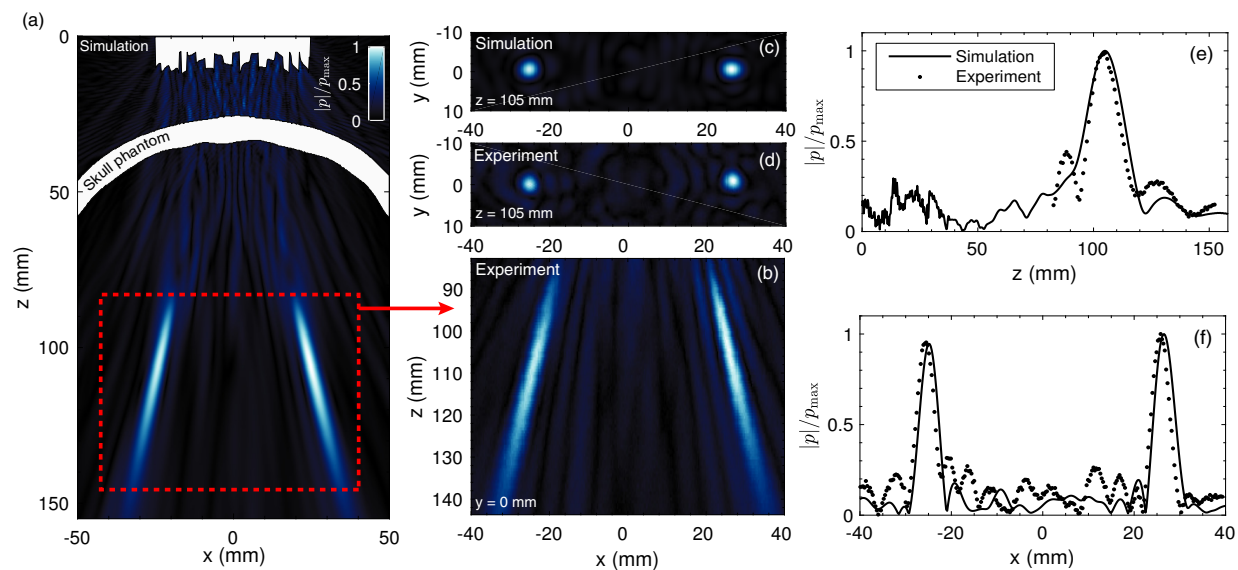 (a)
Simulation
1
0.5
0
|p|/p_max
Skull phantom
0
50
100
150
z (mm)
-50
0
50
x (mm)
Simulation
(c)
z = 105 mm
-10
0
10
y (mm)
-40
-20
0
20
40
Experiment
(d)
z = 105 mm
-10
0
10
y (mm)
-40
-20
0
20
40
Experiment
(b)
y = 0 mm
90
100
110
120
130
140
z (mm)
-40
-20
0
20
40
x (mm)
(e)
Simulation
Experiment
1
0.5
0
|p|/p_max
0
50
100
150
z (mm)
(f)
1
0.5
0
|p|/p_max
-40
-20
0
20
40
x (mm)